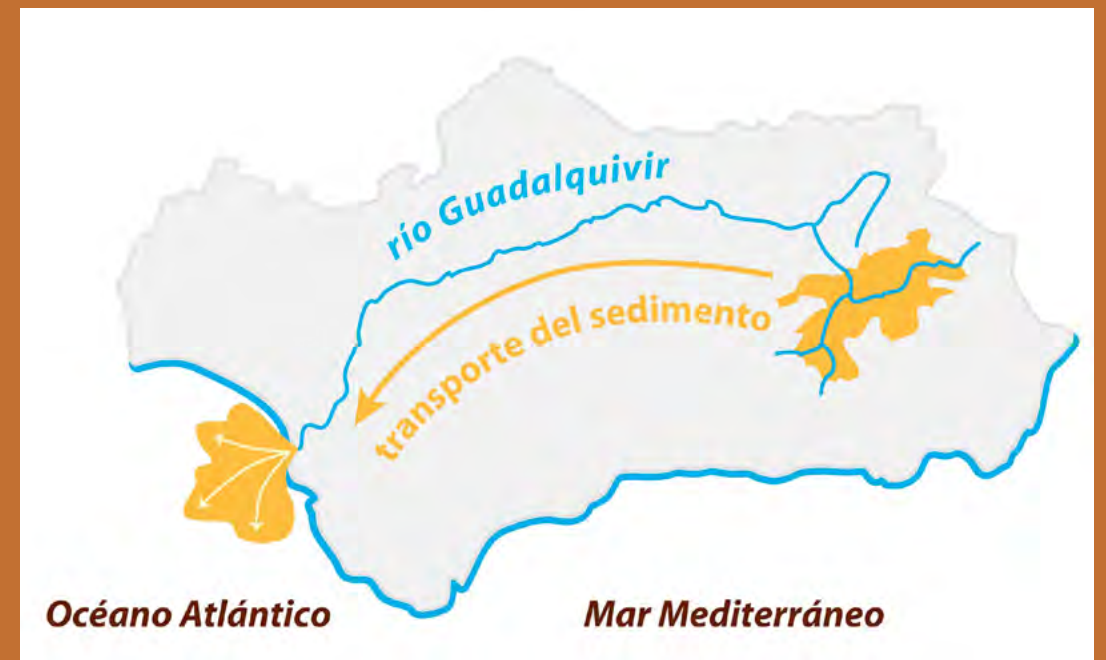 río Guadalquivir
transporte del sedimento
Océano Atlántico
Mar Mediterráneo